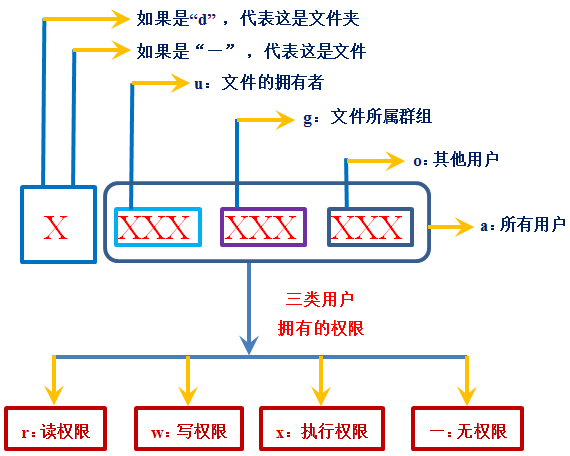 如果是“d”，代表这是文件夹
如果是“一”，代表这是文件
u：文件的拥有者
g：文件所属群组
o：其他用户
X
XXX
XXX
XXX
a：所有用户
三类用户
拥有的权限
r：读权限
w：写权限
x：执行权限
一：无权限